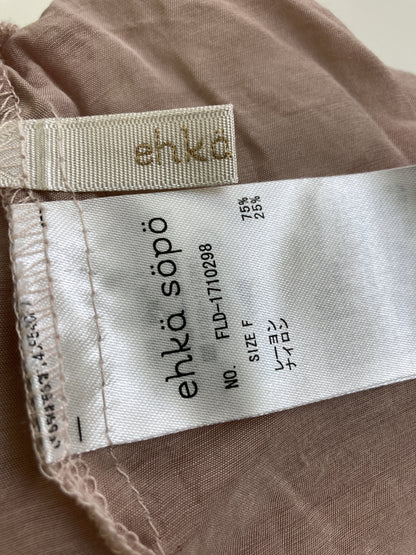 ehkä
ehkä söpö
NO. FLD-1710298
SIZE F
レーヨン 75%
ナイロン 25%